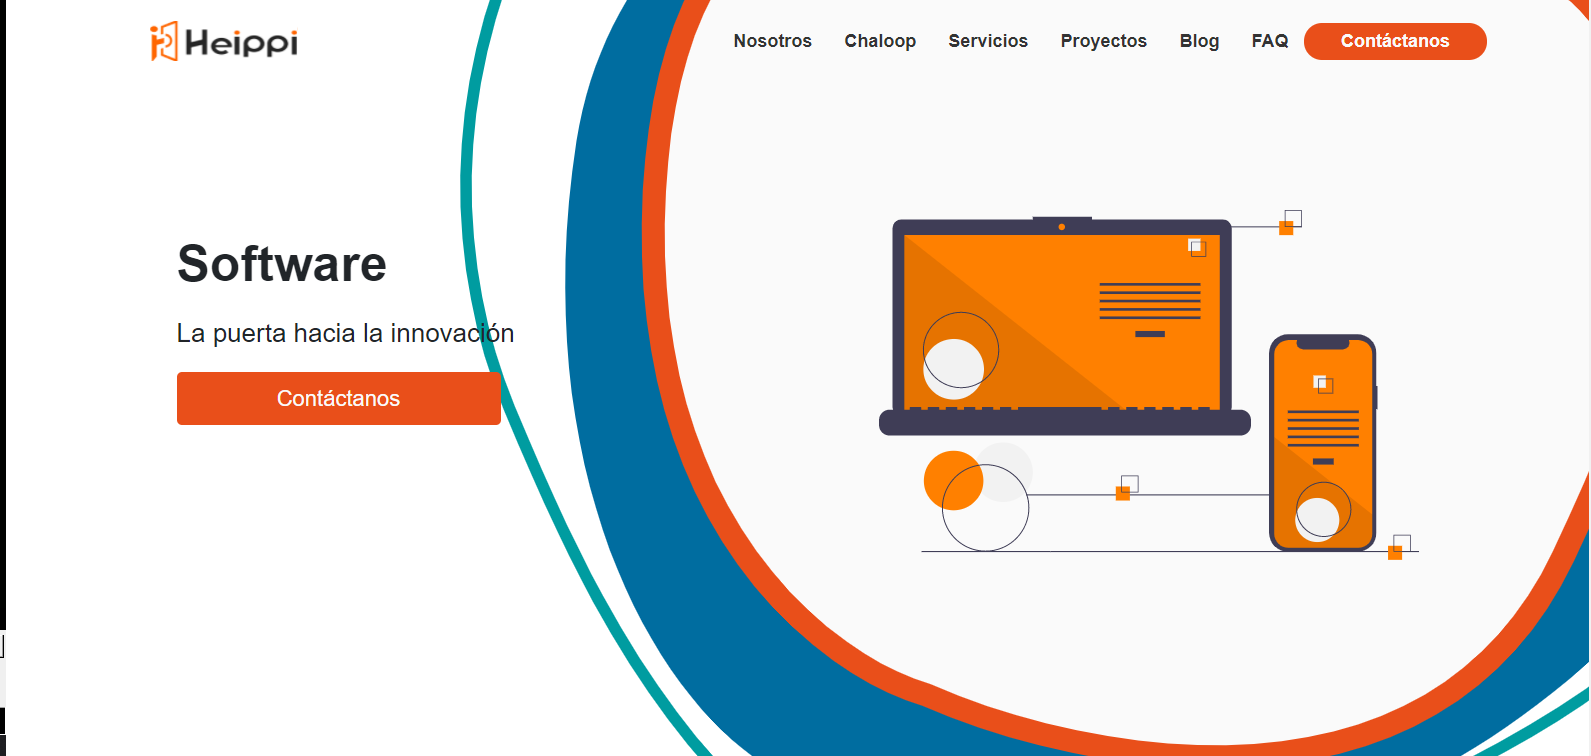 Heippi
Nosotros Chaloop Servicios Proyectos Blog FAQ Contáctanos
Software
La puerta hacia la innovación
Contáctanos